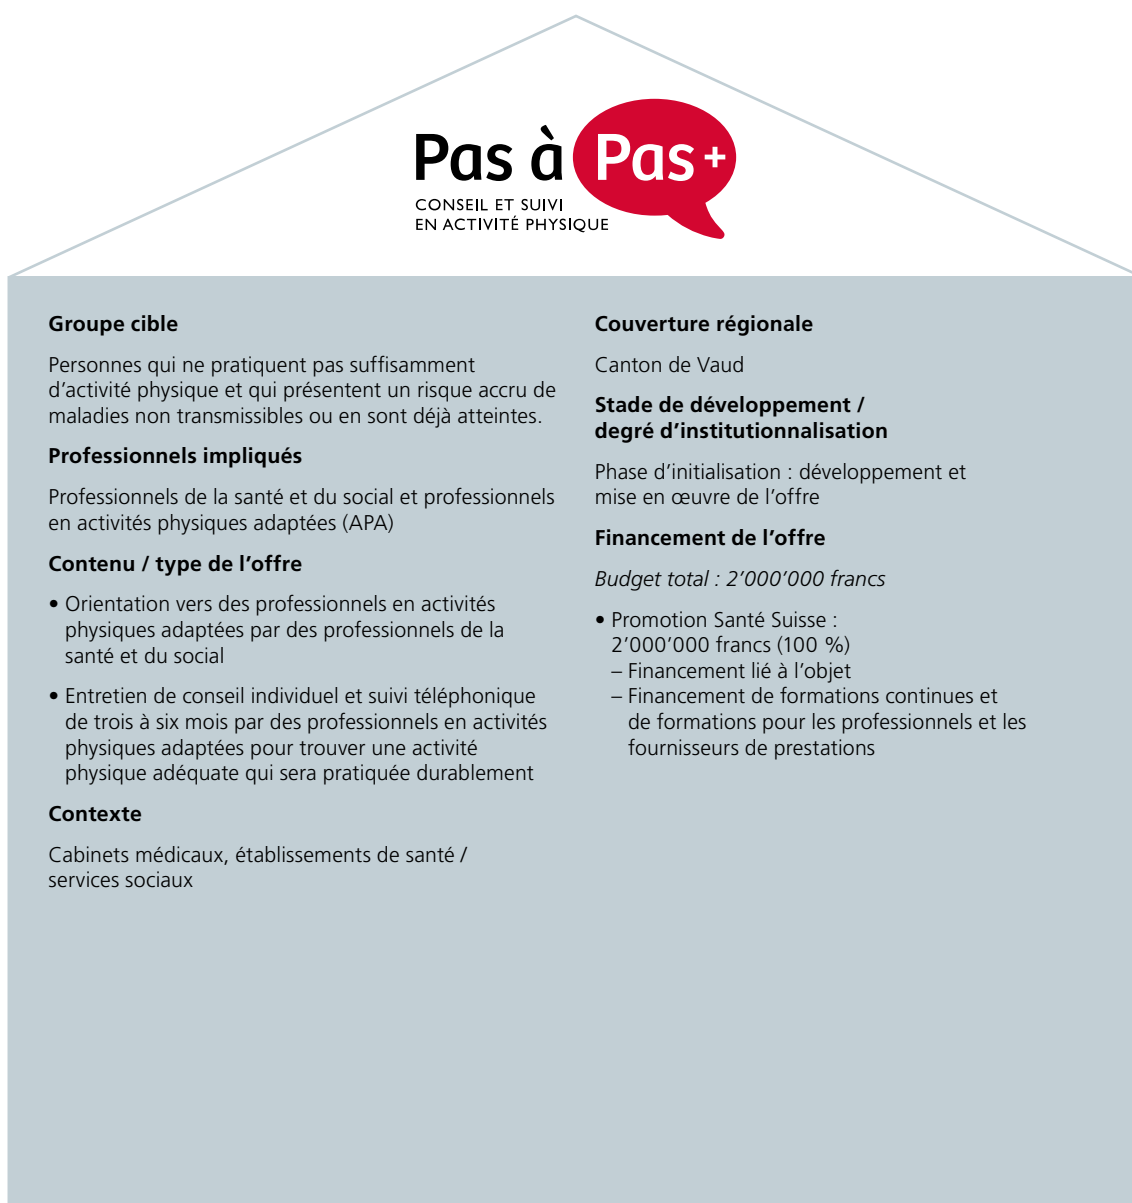 Pas à Pas+
CONSEIL ET SUIVI
EN ACTIVITÉ PHYSIQUE
Groupe cible
Personnes qui ne pratiquent pas suffisamment
d’activité physique et qui présentent un risque accru de
maladies non transmissibles ou en sont déjà atteintes.
Professionnels impliqués
Professionnels de la santé et du social et professionnels
en activités physiques adaptées (APA)
Contenu / type de l’offre
• Orientation vers des professionnels en activités
physiques adaptées par des professionnels de la
santé et du social
• Entretien de conseil individuel et suivi téléphonique
de trois à six mois par des professionnels en activités
physiques adaptées pour trouver une activité
physique adéquate qui sera pratiquée durablement
Contexte
Cabinets médicaux, établissements de santé /
services sociaux
Couverture régionale
Canton de Vaud
Stade de développement /
degré d’institutionnalisation
Phase d’initialisation : développement et
mise en œuvre de l’offre
Financement de l’offre
Budget total : 2’000’000 francs
• Promotion Santé Suisse :
2’000’000 francs (100 %)
– Financement lié à l’objet
– Financement de formations continues et
de formations pour les professionnels et les
fournisseurs de prestations